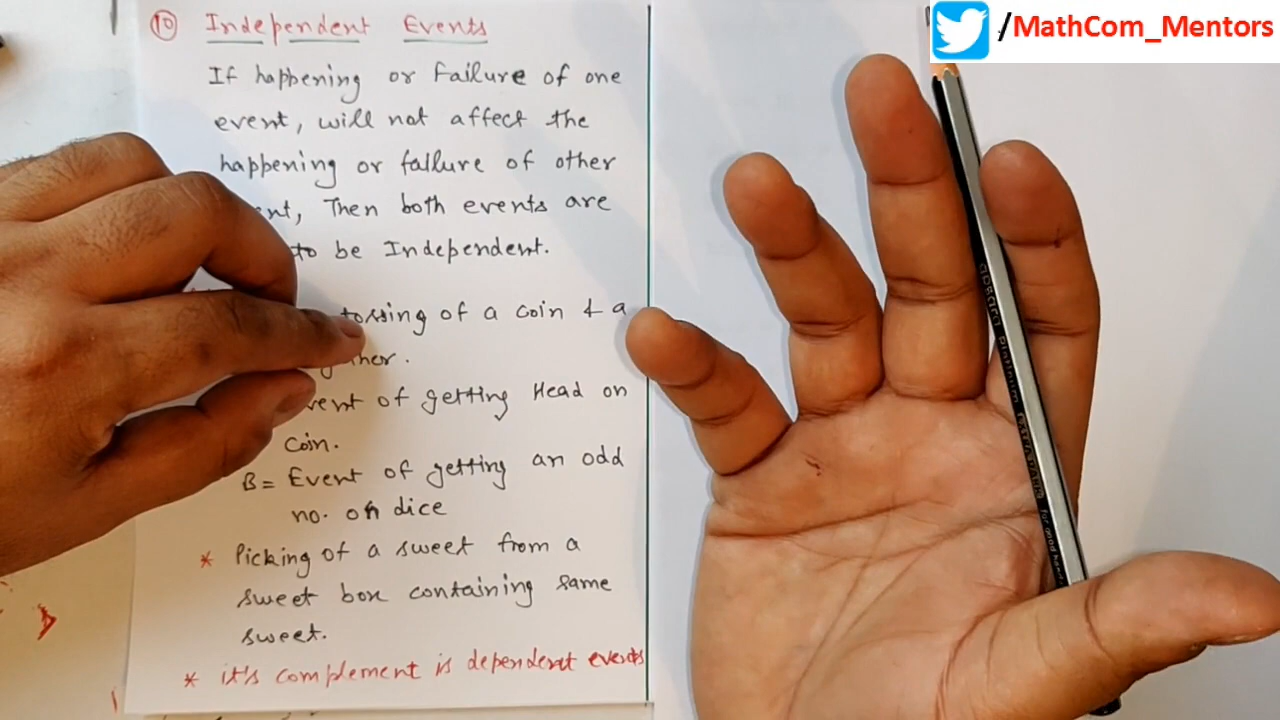 /MathCom_Mentors
10 Independent Events
If happening or failure of one
event, will not affect the
happening or failure of other
Then both events are
to be Independent.
tossing of a coin & a
of getting Head on
coin.
B = Event of getting an odd
no. on dice
* Picking of a sweet from a
sweet box containing same
sweet.
* it's complement is dependent events
apsara Platinum